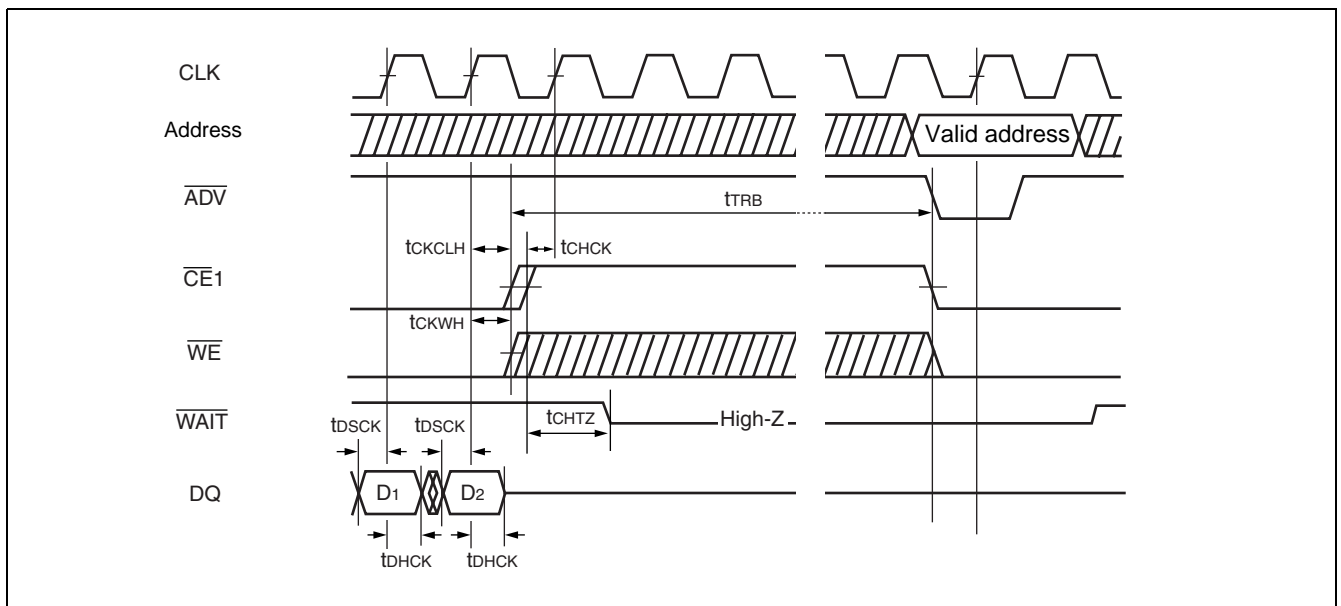 CLK
Address
Valid address
ADV
tTRB
tCKCLH
tCHCK
CE1
tCKWH
WE
WAIT
tDSCK
tDSCK
tCHTZ
High-Z
DQ
D1
D2
tDHCK
tDHCK